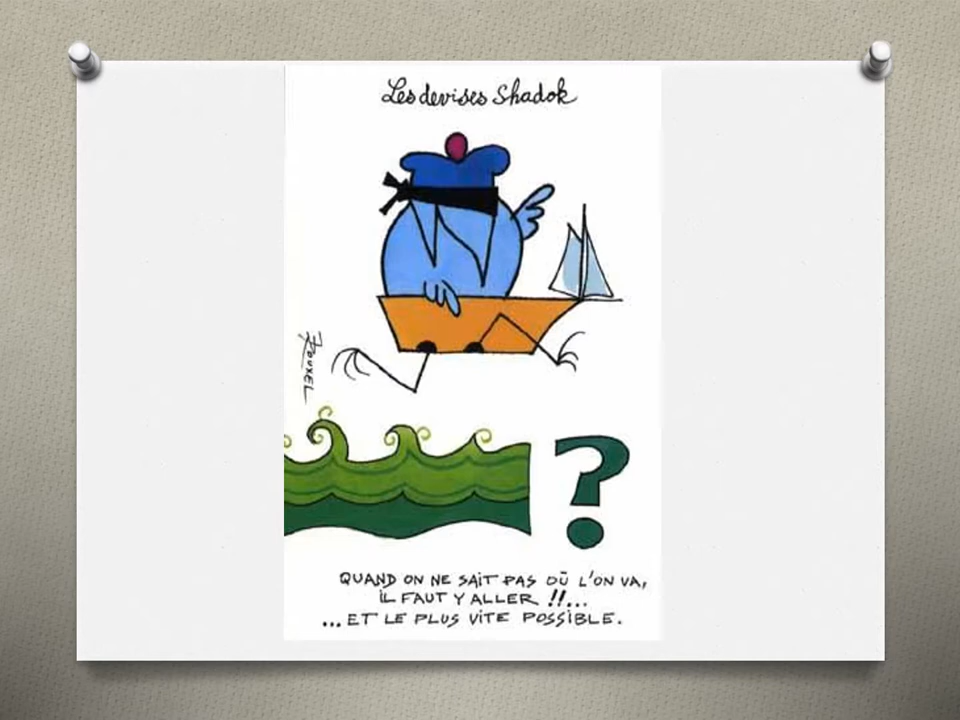 Les devises Shadok
Rouxel
?
QUAND ON NE SAIT PAS OÙ L'ON VA,
IL FAUT Y ALLER !!...
...ET LE PLUS VITE POSSIBLE.